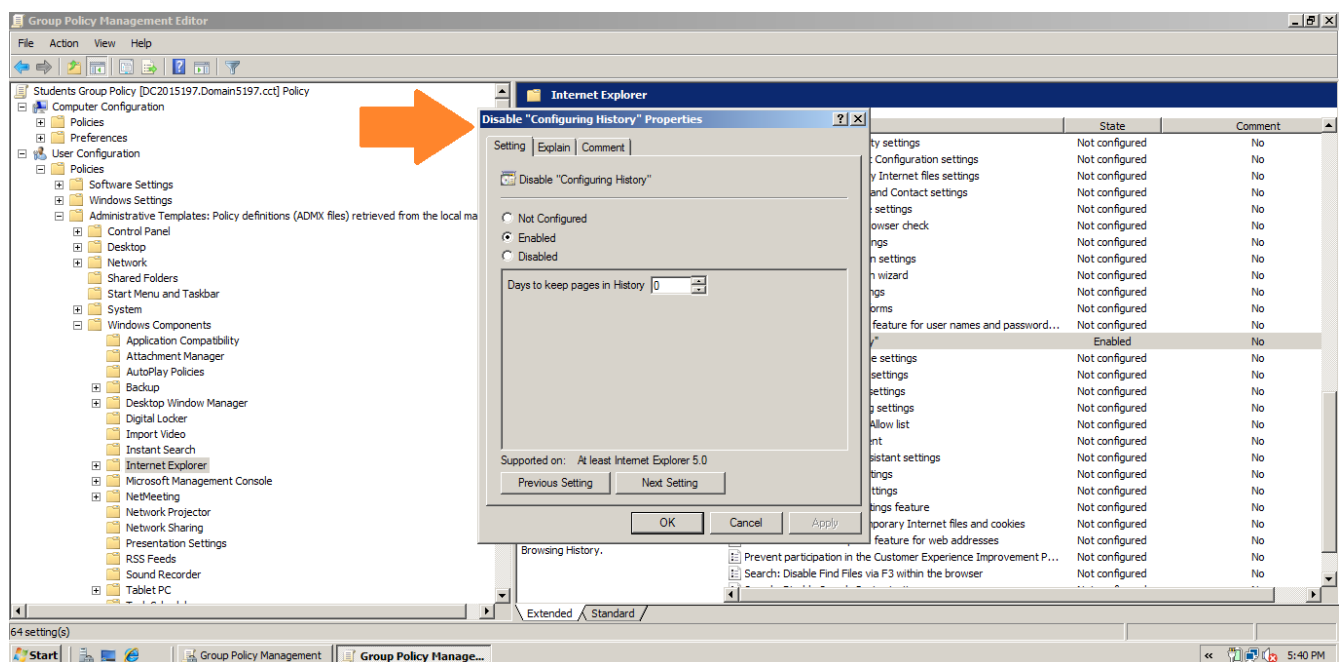 Group Policy Management Editor
File Action View Help
Students Group Policy [DC2015197.Domain5197.cct] Policy
Computer Configuration
Policies
Preferences
User Configuration
Policies
Software Settings
Windows Settings
Administrative Templates: Policy definitions (ADMX files) retrieved from the local ma
Control Panel
Desktop
Network
Shared Folders
Start Menu and Taskbar
System
Windows Components
Application Compatibility
Attachment Manager
AutoPlay Policies
Backup
Desktop Window Manager
Digital Locker
Import Video
Instant Search
Internet Explorer
Microsoft Management Console
NetMeeting
Network Projector
Network Sharing
Presentation Settings
RSS Feeds
Sound Recorder
Tablet PC
Internet Explorer
Disable "Configuring History" Properties
Setting Explain Comment
Disable "Configuring History"
Not Configured
Enabled
Disabled
Days to keep pages in History 0
Supported on: At least Internet Explorer 5.0
Previous Setting Next Setting
OK Cancel Apply
Browsing History.
State Comment
ty settings Not configured No
Configuration settings Not configured No
y Internet files settings Not configured No
and Contact settings Not configured No
settings Not configured No
owser check Not configured No
ngs Not configured No
n settings Not configured No
n wizard Not configured No
ngs Not configured No
orms Not configured No
feature for user names and password... Not configured No
y" Enabled No
e settings Not configured No
settings Not configured No
settings Not configured No
g settings Not configured No
Allow list Not configured No
ent Not configured No
sistant settings Not configured No
tings Not configured No
ttings Not configured No
tings feature Not configured No
mporary Internet files and cookies Not configured No
feature for web addresses Not configured No
Prevent participation in the Customer Experience Improvement P... Not configured No
Search: Disable Find Files via F3 within the browser Not configured No
Extended Standard
64 setting(s)
Start Group Policy Management Group Policy Manage... 5:40 PM